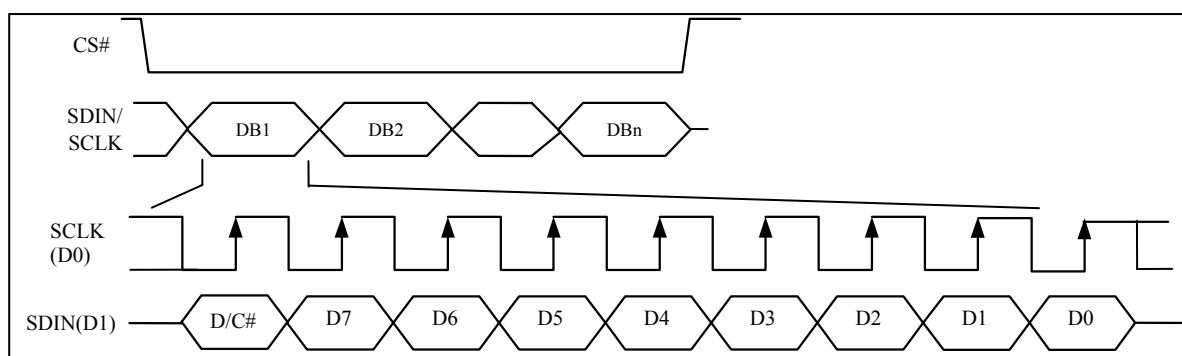 CS#
SDIN/
SCLK
DB1 DB2 DBn
SCLK
(D0)
SDIN(D1) D/C# D7 D6 D5 D4 D3 D2 D1 D0